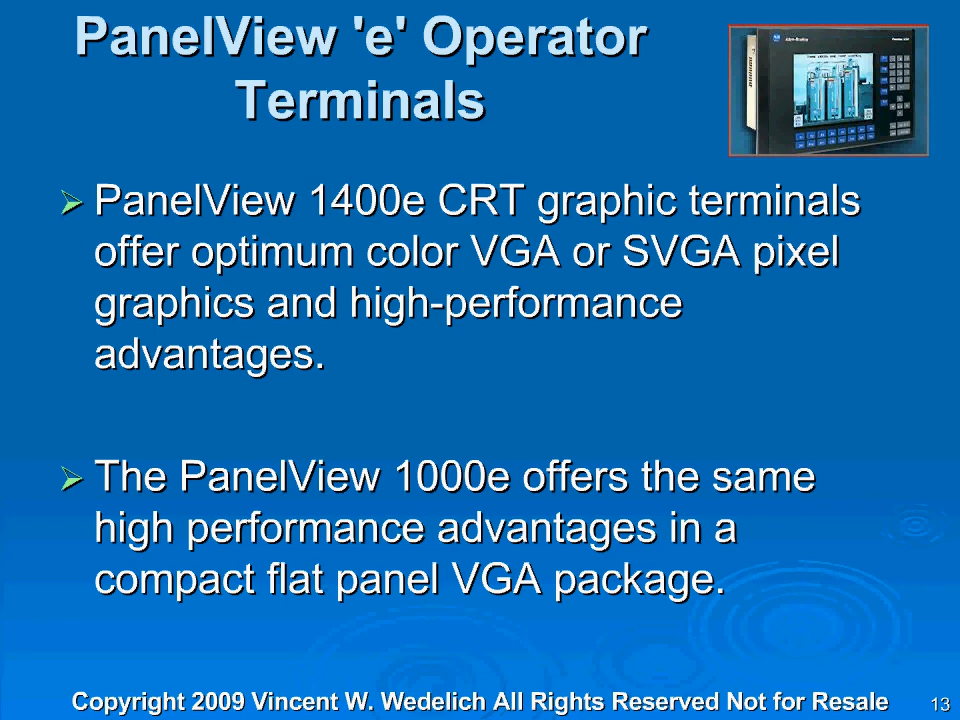 PanelView 'e' Operator
Terminals
PanelView 1400e CRT graphic terminals
offer optimum color VGA or SVGA pixel
graphics and high-performance
advantages.
The PanelView 1000e offers the same
high performance advantages in a
compact flat panel VGA package.
Copyright 2009 Vincent W. Wedelich All Rights Reserved Not for Resale
13